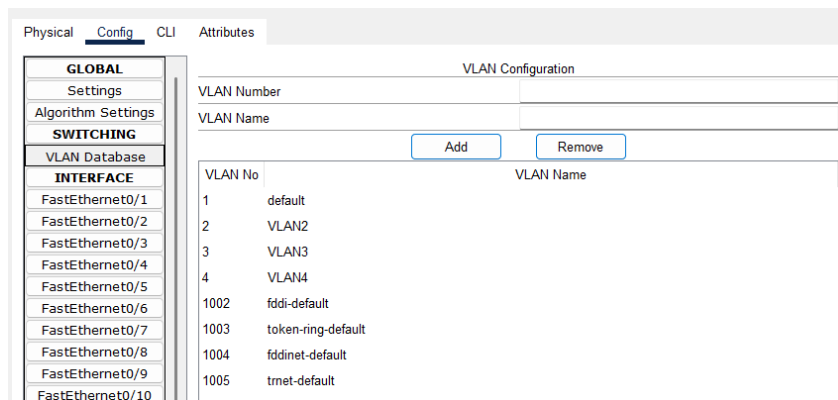 Physical Config CLI Attributes
GLOBAL
Settings
Algorithm Settings
SWITCHING
VLAN Database
INTERFACE
FastEthernet0/1
FastEthernet0/2
FastEthernet0/3
FastEthernet0/4
FastEthernet0/5
FastEthernet0/6
FastEthernet0/7
FastEthernet0/8
FastEthernet0/9
FastEthernet0/10
VLAN Configuration
VLAN Number
VLAN Name
Add Remove
VLAN No VLAN Name
1 default
2 VLAN2
3 VLAN3
4 VLAN4
1002 fddi-default
1003 token-ring-default
1004 fddinet-default
1005 trnet-default